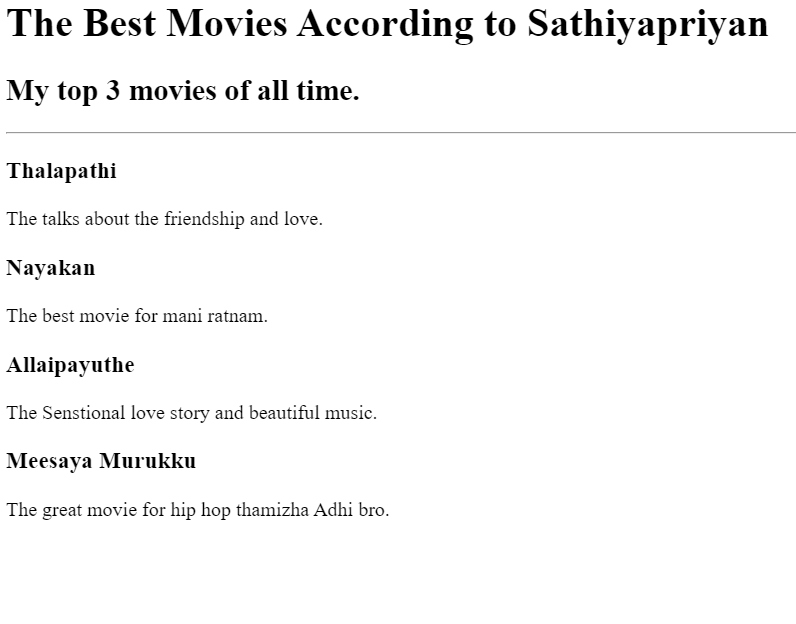 The Best Movies According to Sathiyapriyan
My top 3 movies of all time.
Thalapathi
The talks about the friendship and love.
Nayakan
The best movie for mani ratnam.
Allaipayuthe
The Senstional love story and beautiful music.
Meesaya Murukku
The great movie for hip hop thamizha Adhi bro.